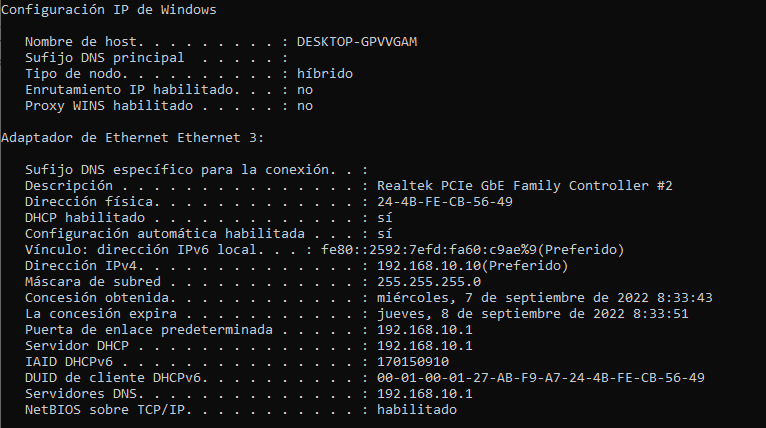 Configuración IP de Windows
Nombre de host. . . . . . . . . : DESKTOP-GPVVGAM
Sufijo DNS principal  . . . . . :
Tipo de nodo. . . . . . . . . . : híbrido
Enrutamiento IP habilitado. . . : no
Proxy WINS habilitado . . . . . : no
Adaptador de Ethernet Ethernet 3:
Sufijo DNS específico para la conexión. . :
Descripción . . . . . . . . . . . . . . . : Realtek PCIe GbE Family Controller #2
Dirección física. . . . . . . . . . . . . : 24-4B-FE-CB-56-49
DHCP habilitado . . . . . . . . . . . . . : sí
Configuración automática habilitada . . . : sí
Vínculo: dirección IPv6 local. . . : fe80::2592:7efd:fa60:c9ae%9(Preferido)
Dirección IPv4. . . . . . . . . . . . . . : 192.168.10.10(Preferido)
Máscara de subred . . . . . . . . . . . . : 255.255.255.0
Concesión obtenida. . . . . . . . . . . . : miércoles, 7 de septiembre de 2022 8:33:43
La concesión expira . . . . . . . . . . . : jueves, 8 de septiembre de 2022 8:33:51
Puerta de enlace predeterminada . . . . . : 192.168.10.1
Servidor DHCP . . . . . . . . . . . . . . : 192.168.10.1
IAID DHCPv6 . . . . . . . . . . . . . . . : 170150910
DUID de cliente DHCPv6. . . . . . . . . . : 00-01-00-01-27-AB-F9-A7-24-4B-FE-CB-56-49
Servidores DNS. . . . . . . . . . . . . . : 192.168.10.1
NetBIOS sobre TCP/IP. . . . . . . . . . . : habilitado